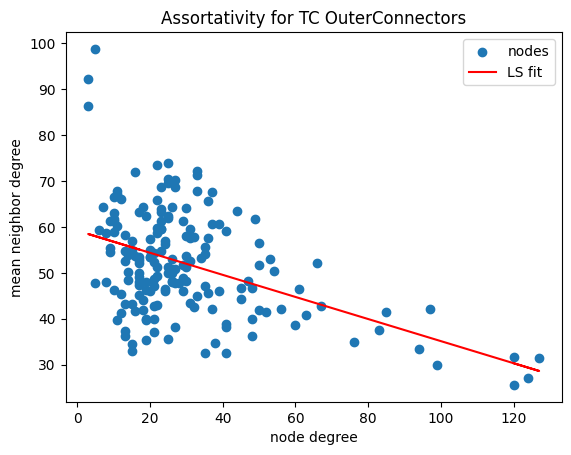 Assortativity for TC OuterConnectors
nodes
LS fit
mean neighbor degree
100
90
80
70
60
50
40
30
0 20 40 60 80 100 120
node degree